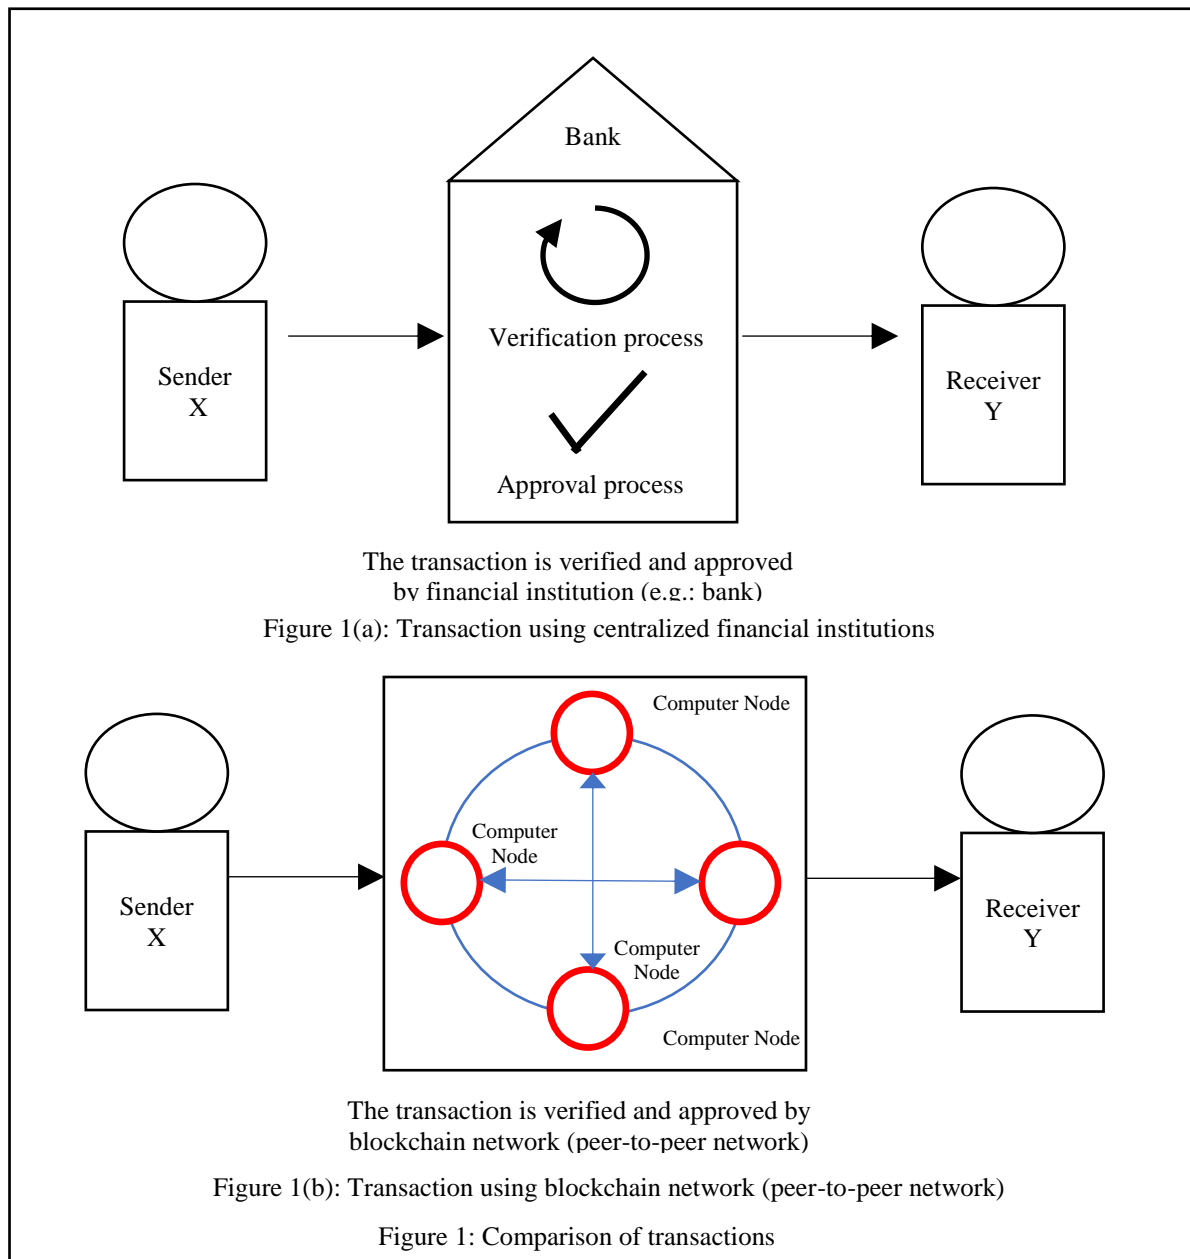 Bank
Verification process
Approval process
Sender
X
Receiver
Y
The transaction is verified and approved
by financial institution (e.g.: bank)
Figure 1(a): Transaction using centralized financial institutions
Computer Node
Computer
Node
Computer
Node
Computer Node
Sender
X
Receiver
Y
The transaction is verified and approved by
blockchain network (peer-to-peer network)
Figure 1(b): Transaction using blockchain network (peer-to-peer network)
Figure 1: Comparison of transactions